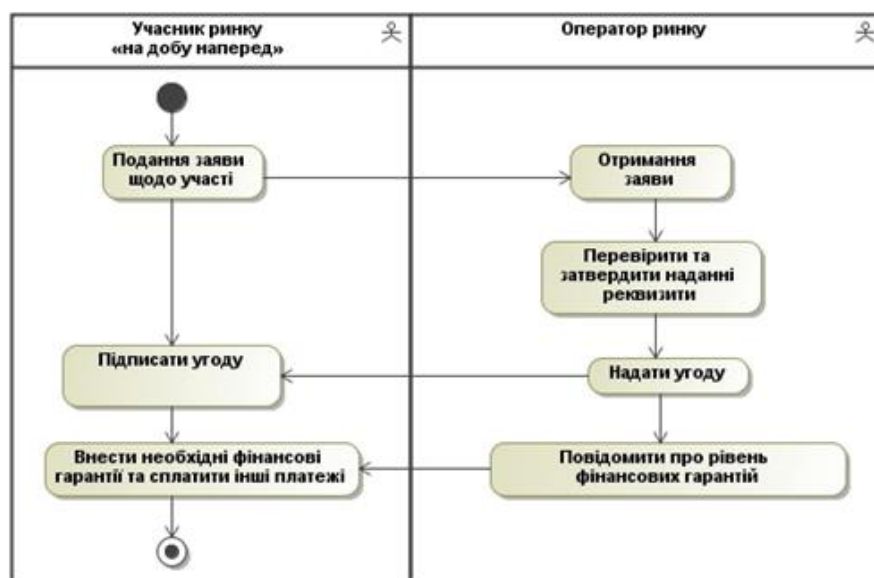 Учасник ринку
«на добу наперед»
Оператор ринку
Подання заяви
щодо участі
Отримання
заяви
Перевірити та
затвердити наданні
реквизити
Підписати угоду
Надати угоду
Внести необхідні фінансові
гарантії та сплатити інші платежі
Повідомити про рівень
фінансових гарантій